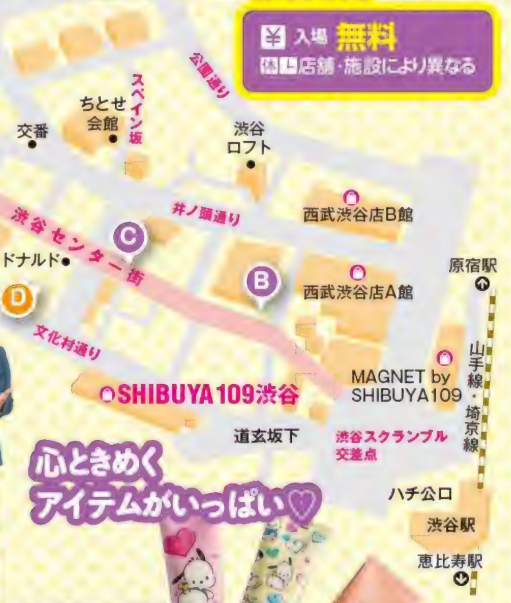 ¥ 入場 無料
休 店舗・施設により異なる
公園通り
スペイン坂
ちとせ
会館
交番
渋谷
ロフト
井ノ頭通り
西武渋谷店B館
渋谷センター街
C
ドナルド
B
西武渋谷店A館
原宿駅
D
文化村通り
SHIBUYA109渋谷
MAGNET by
SHIBUYA109
山手線・埼京線
道玄坂下
渋谷スクランブル
交差点
心ときめく
アイテムがいっぱい♡
ハチ公口
渋谷駅
恵比寿駅